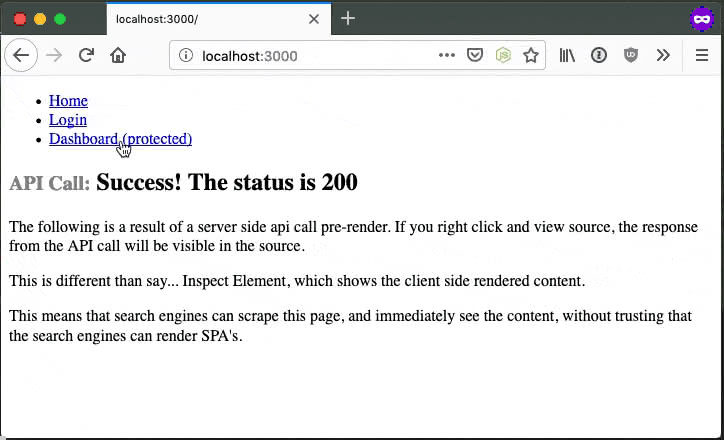 localhost:3000/
localhost:3000
Home
Login
Dashboard (protected)
API Call: Success! The status is 200
The following is a result of a server side api call pre-render. If you right click and view source, the response
from the API call will be visible in the source.
This is different than say... Inspect Element, which shows the client side rendered content.
This means that search engines can scrape this page, and immediately see the content, without trusting that
the search engines can render SPA's.